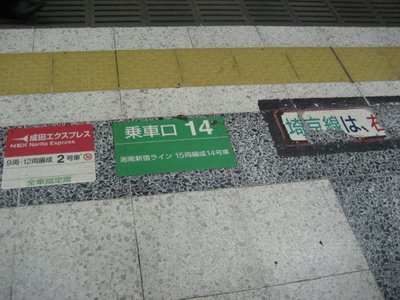 成田エクスプレス
NEX Narita Express
9両・12両編成 2号車
全車指定席
乗車口 14
湘南新宿ライン 15両編成14号車
埼京線は、右